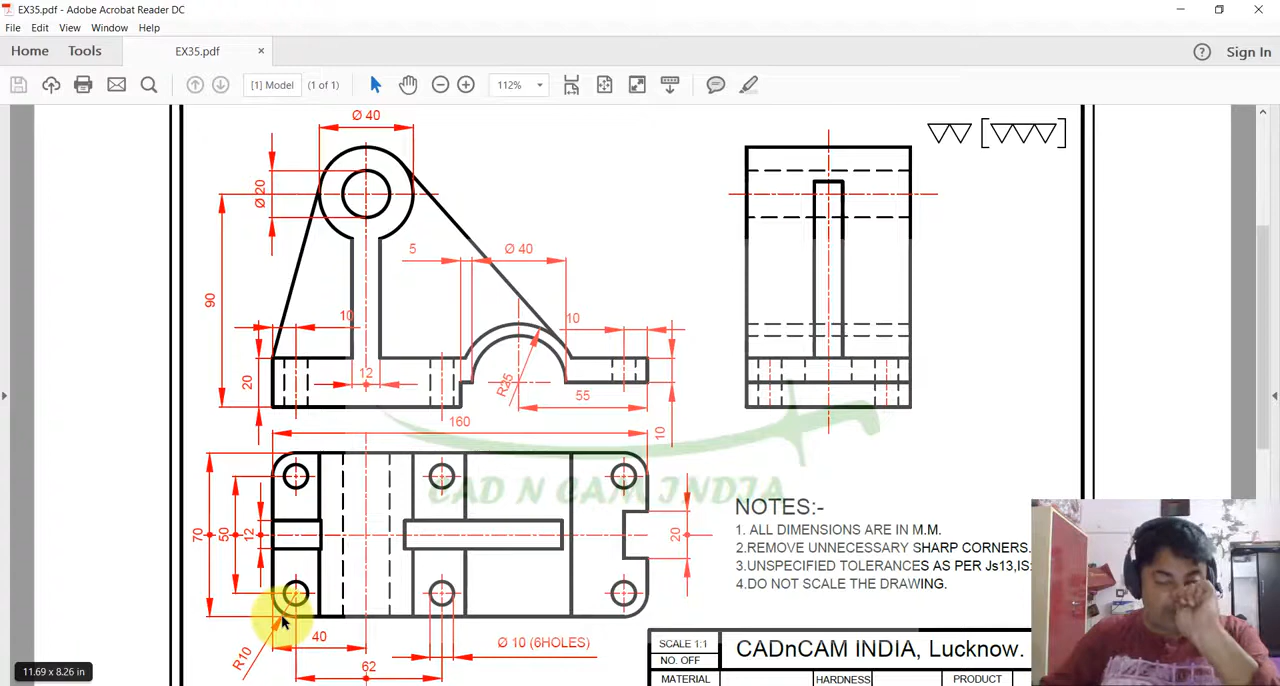 EX35.pdf - Adobe Acrobat Reader DC
File Edit View Window Help
Home Tools EX35.pdf × ? Sign In
[1] Model (1 of 1) 112%
Ø 40
Ø 20
5 Ø 40
90
10
10
20
12
R25
55
160
10
CAD N CAM INDIA
70
50
12
20
40
R10
62
Ø 10 (6HOLES)
NOTES:-
1. ALL DIMENSIONS ARE IN M.M.
2.REMOVE UNNECESSARY SHARP CORNERS.
3.UNSPECIFIED TOLERANCES AS PER Js13,IS:
4.DO NOT SCALE THE DRAWING.
SCALE 1:1
NO. OFF
CADnCAM INDIA, Lucknow.
MATERIAL HARDNESS PRODUCT
11.69 x 8.26 in